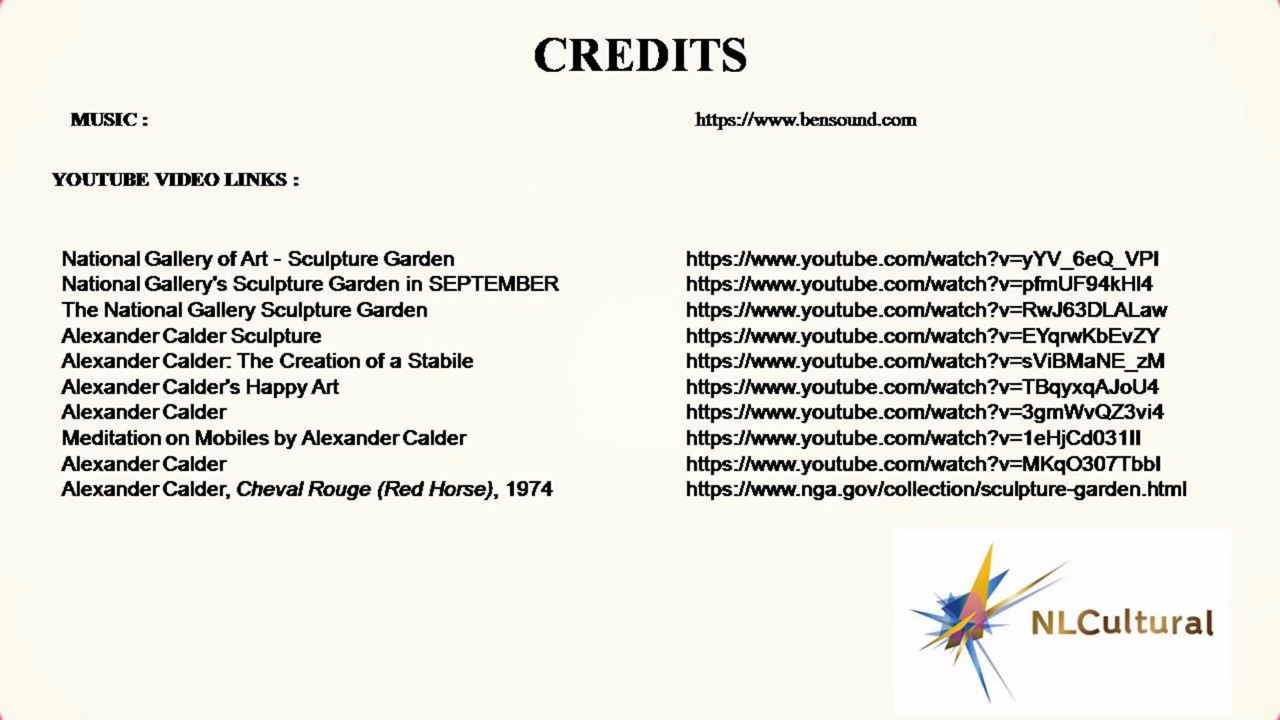 CREDITS
MUSIC : https://www.bensound.com
YOUTUBE VIDEO LINKS :
National Gallery of Art - Sculpture Garden https://www.youtube.com/watch?v=yYV_6eQ_VPI
National Gallery's Sculpture Garden in SEPTEMBER https://www.youtube.com/watch?v=pfmUF94kHI4
The National Gallery Sculpture Garden https://www.youtube.com/watch?v=RwJ63DLALaw
Alexander Calder Sculpture https://www.youtube.com/watch?v=EYqrwKbEvZY
Alexander Calder: The Creation of a Stabile https://www.youtube.com/watch?v=sViBMaNE_zM
Alexander Calder's Happy Art https://www.youtube.com/watch?v=TBqyxqAJoU4
Alexander Calder https://www.youtube.com/watch?v=3gmWvQZ3vi4
Meditation on Mobiles by Alexander Calder https://www.youtube.com/watch?v=1eHjCd031II
Alexander Calder https://www.youtube.com/watch?v=MKqO307TbbI
Alexander Calder, Cheval Rouge (Red Horse), 1974 https://www.nga.gov/collection/sculpture-garden.html
NLCultural